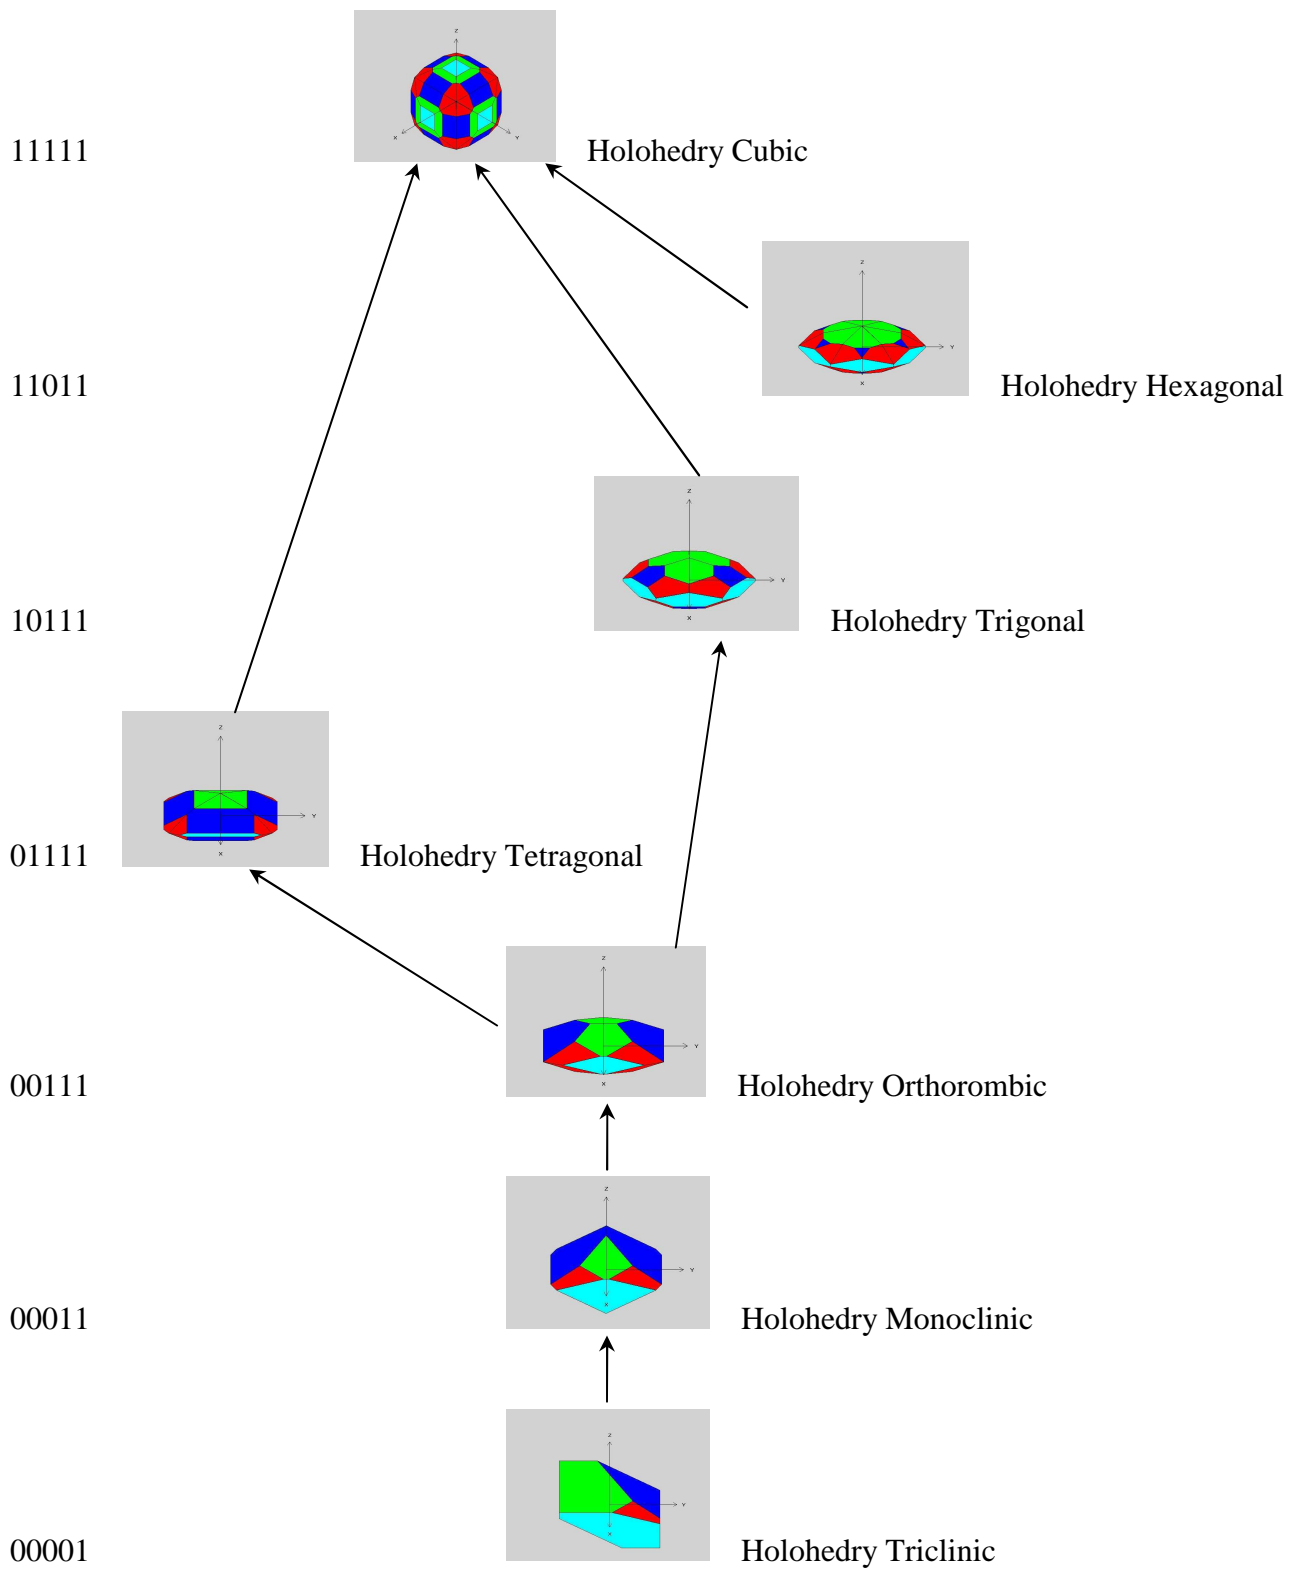 Z
X
Y
11111
Holohedry Cubic
Z
Y
X
11011
Holohedry Hexagonal
Z
Y
X
10111
Holohedry Trigonal
Z
Y
X
01111
Holohedry Tetragonal
Z
Y
X
00111
Holohedry Orthorombic
Z
Y
X
00011
Holohedry Monoclinic
Z
Y
X
00001
Holohedry Triclinic